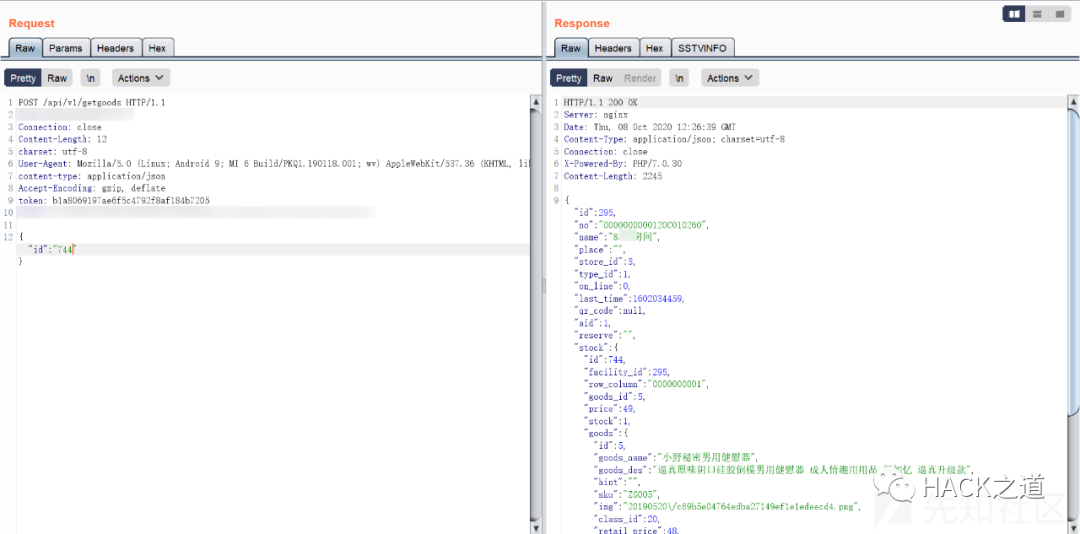 Request
Raw Params Headers Hex
Pretty Raw \n Actions
1 POST /api/v1/getgoods HTTP/1.1
2
3 Connection: close
4 Content-Length: 12
5 charset: utf-8
6 User-Agent: Mozilla/5.0 (Linux; Android 9; MI 6 Build/PKQ1.190118.001; wv) AppleWebKit/537.36 (KHTML, lil
7 content-type: application/json
8 Accept-Encoding: gzip, deflate
9 token: b1a8069197ae6f5c4792f8af184b7205
10
11
12 {
"id":"744"
}
Response
Raw Headers Hex SSTVINFO
Pretty Raw Render \n Actions
1 HTTP/1.1 200 OK
2 Server: nginx
3 Date: Thu, 08 Oct 2020 12:26:39 GMT
4 Content-Type: application/json; charset=utf-8
5 Connection: close
6 X-Powered-By: PHP/7.0.30
7 Content-Length: 2245
8
9 {
"id":295,
"no":"0000000000120C010260",
"name":"8 房间",
"place":"",
"store_id":3,
"type_id":1,
"on_line":0,
"last_time":1602034459,
"qr_code":null,
"aid":1,
"reserve":"",
"stock":{
"id":744,
"facility_id":295,
"row_column":"0000000001",
"goods_id":5,
"price":49,
"stock":1,
"goods":{
"id":5,
"goods_name":"小野秘密男用健慰器",
"goods_des":"逼真原味阴口硅胶倒模男用健慰器 成人情趣用用品 忆 逼真升级款",
"hint":"",
"sku":"ZG005",
"img":"20190520\/c69b5e04764edba27149ef1e1edeecd4.png",
"class_id":20,
"retail_price":48,
HACK之道
先知社区